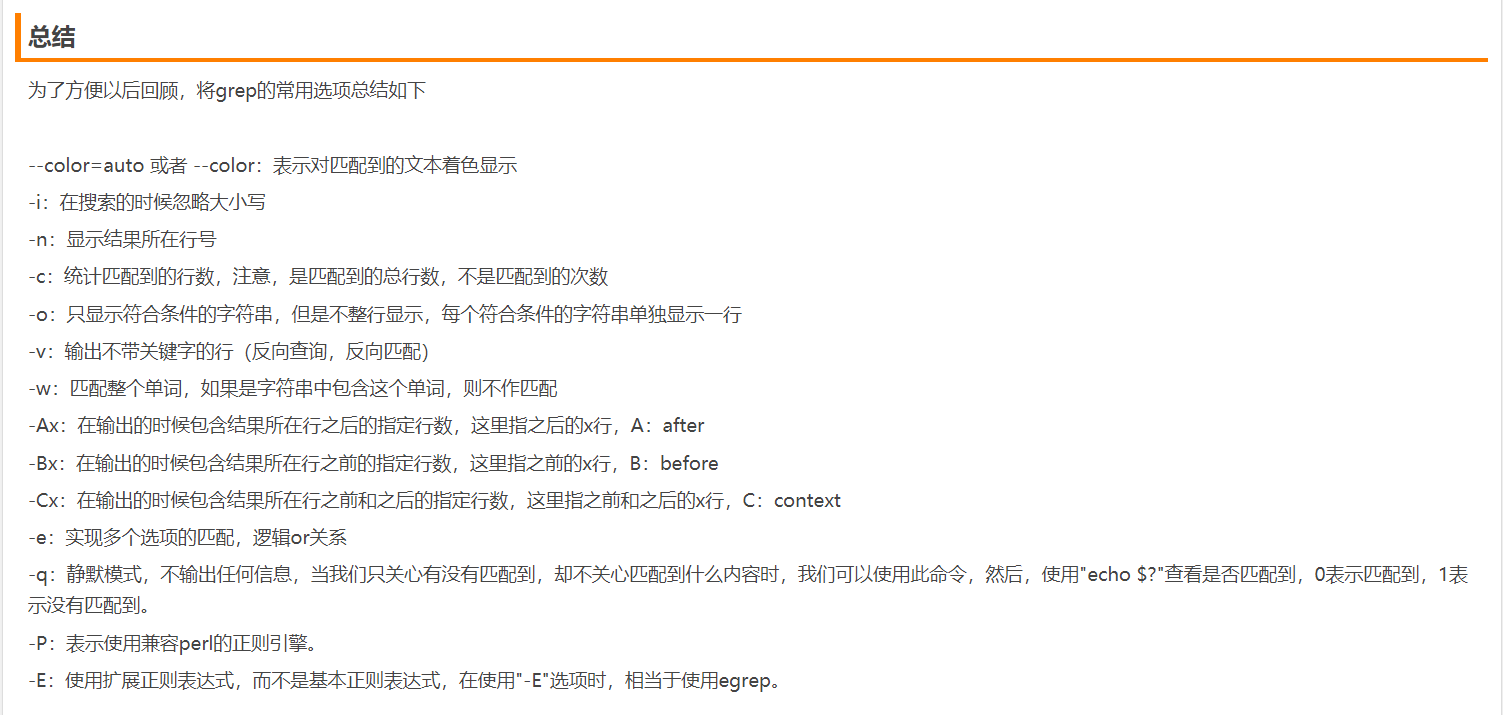 总结
为了方便以后回顾，将grep的常用选项总结如下
--color=auto 或者 --color：表示对匹配到的文本着色显示
-i：在搜索的时候忽略大小写
-n：显示结果所在行号
-c：统计匹配到的行数，注意，是匹配到的总行数，不是匹配到的次数
-o：只显示符合条件的字符串，但是不整行显示，每个符合条件的字符串单独显示一行
-v：输出不带关键字的行（反向查询，反向匹配）
-w：匹配整个单词，如果是字符串中包含这个单词，则不作匹配
-Ax：在输出的时候包含结果所在行之后的指定行数，这里指之后的x行，A：after
-Bx：在输出的时候包含结果所在行之前的指定行数，这里指之前的x行，B：before
-Cx：在输出的时候包含结果所在行之前和之后的指定行数，这里指之前和之后的x行，C：context
-e：实现多个选项的匹配，逻辑or关系
-q：静默模式，不输出任何信息，当我们只关心有没有匹配到，却不关心匹配到什么内容时，我们可以使用此命令，然后，使用"echo $?"查看是否匹配到，0表示匹配到，1表
示没有匹配到。
-P：表示使用兼容perl的正则引擎。
-E：使用扩展正则表达式，而不是基本正则表达式，在使用"-E"选项时，相当于使用egrep。